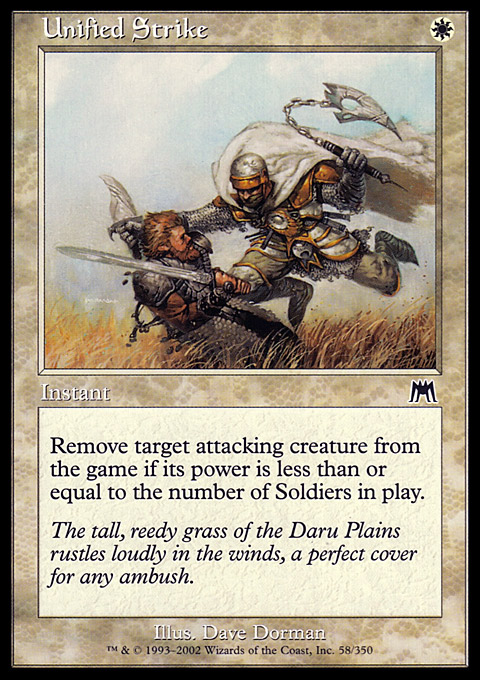 Unified Strike
Instant
Remove target attacking creature from
the game if its power is less than or
equal to the number of Soldiers in play.
The tall, reedy grass of the Daru Plains
rustles loudly in the winds, a perfect cover
for any ambush.
Illus. Dave Dorman
™ & © 1993–2002 Wizards of the Coast, Inc. 58/350